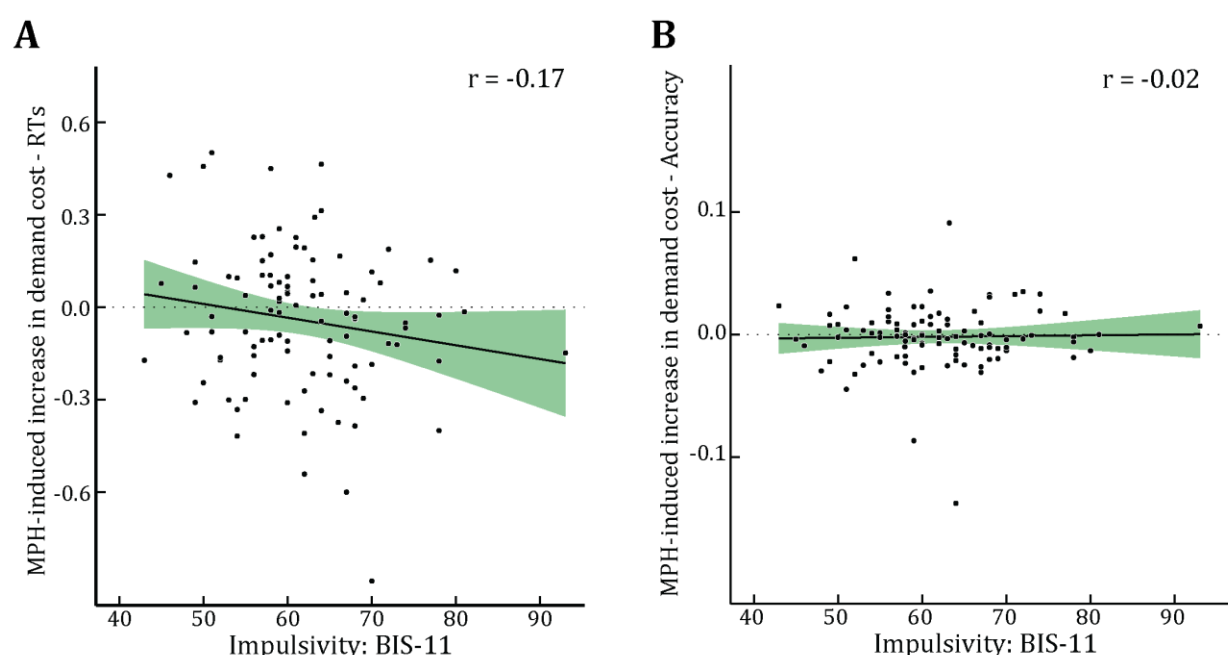 A
r = -0.17
MPH-induced increase in demand cost - RTs
0.6
0.3
0.0
-0.3
-0.6
40
50
60
70
80
90
Impulsivity: BIS-11
B
r = -0.02
MPH-induced increase in demand cost - Accuracy
0.1
0.0
-0.1
40
50
60
70
80
90
Impulsivity: BIS-11